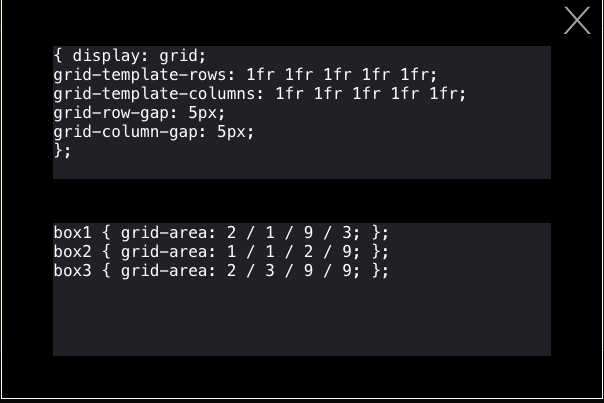 { display: grid;
grid-template-rows: 1fr 1fr 1fr 1fr 1fr;
grid-template-columns: 1fr 1fr 1fr 1fr 1fr;
grid-row-gap: 5px;
grid-column-gap: 5px;
};
box1 { grid-area: 2 / 1 / 9 / 3; };
box2 { grid-area: 1 / 1 / 2 / 9; };
box3 { grid-area: 2 / 3 / 9 / 9; };